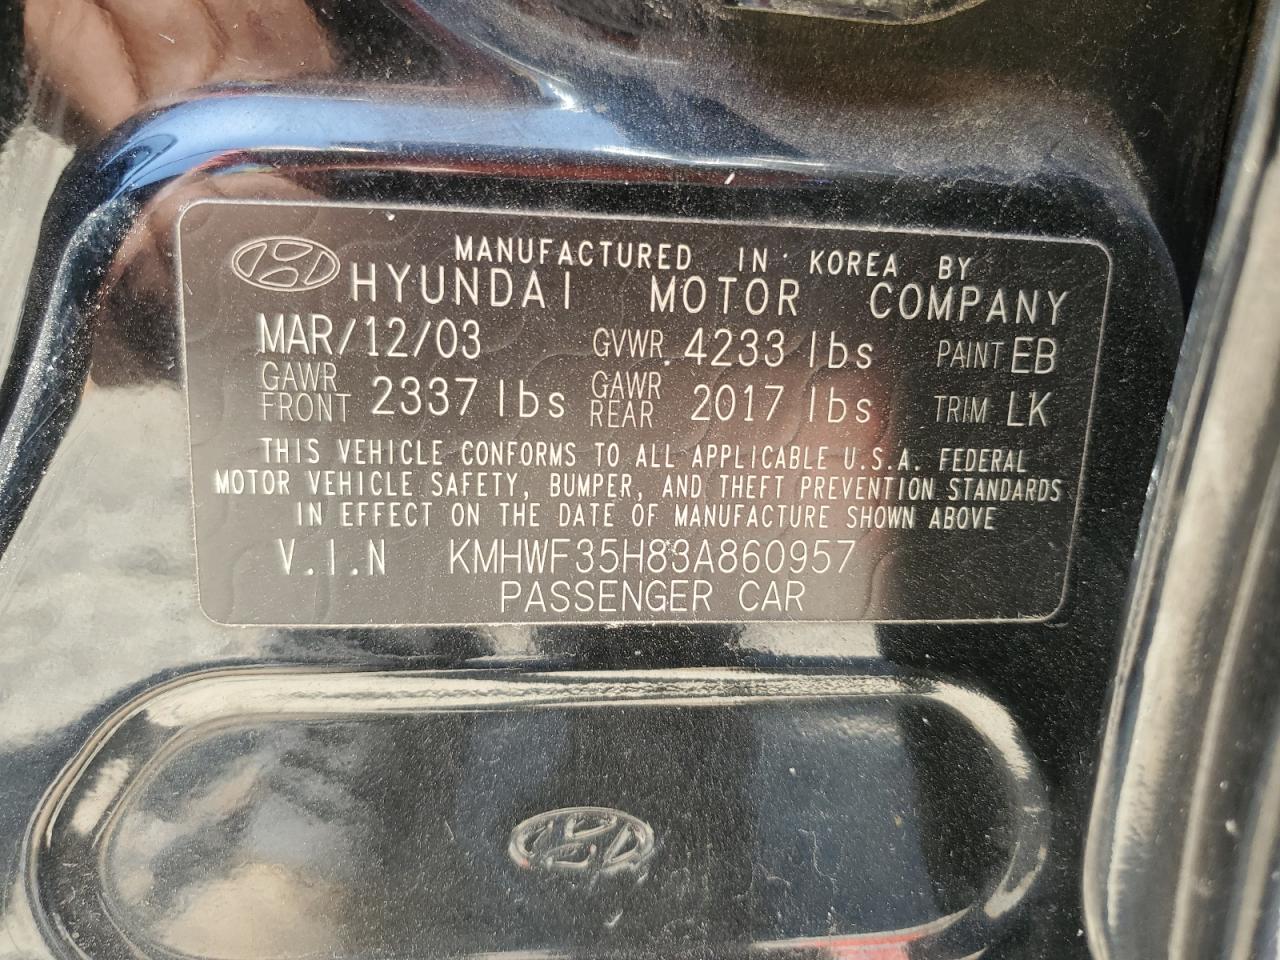 MANUFACTURED IN KOREA BY
HYUNDAI MOTOR COMPANY
MAR/12/03 GVWR 4233 lbs PAINT EB
GAWR FRONT 2337 lbs GAWR REAR 2017 lbs TRIM LK
THIS VEHICLE CONFORMS TO ALL APPLICABLE U.S.A. FEDERAL
MOTOR VEHICLE SAFETY, BUMPER, AND THEFT PREVENTION STANDARDS
IN EFFECT ON THE DATE OF MANUFACTURE SHOWN ABOVE
V.I.N KMHWF35H83A860957
PASSENGER CAR